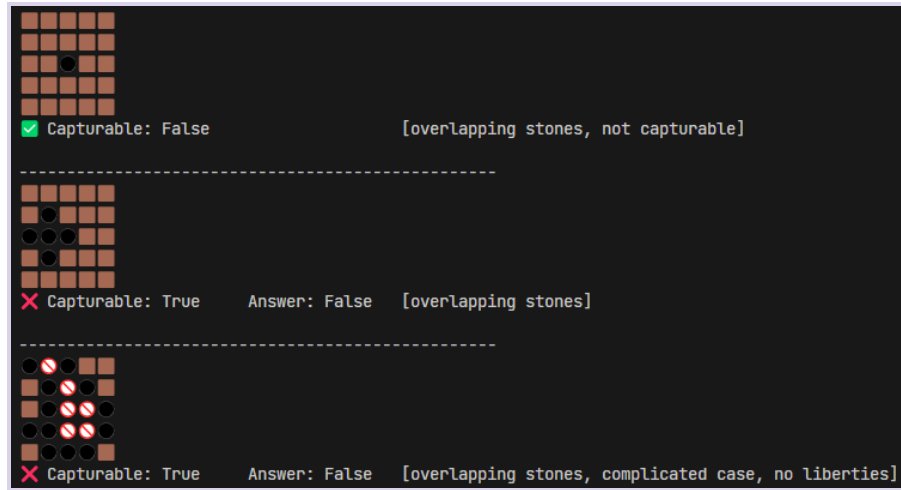 Capturable: False [overlapping stones, not capturable]
--------------------------------------------------
Capturable: True Answer: False [overlapping stones]
--------------------------------------------------
Capturable: True Answer: False [overlapping stones, complicated case, no liberties]